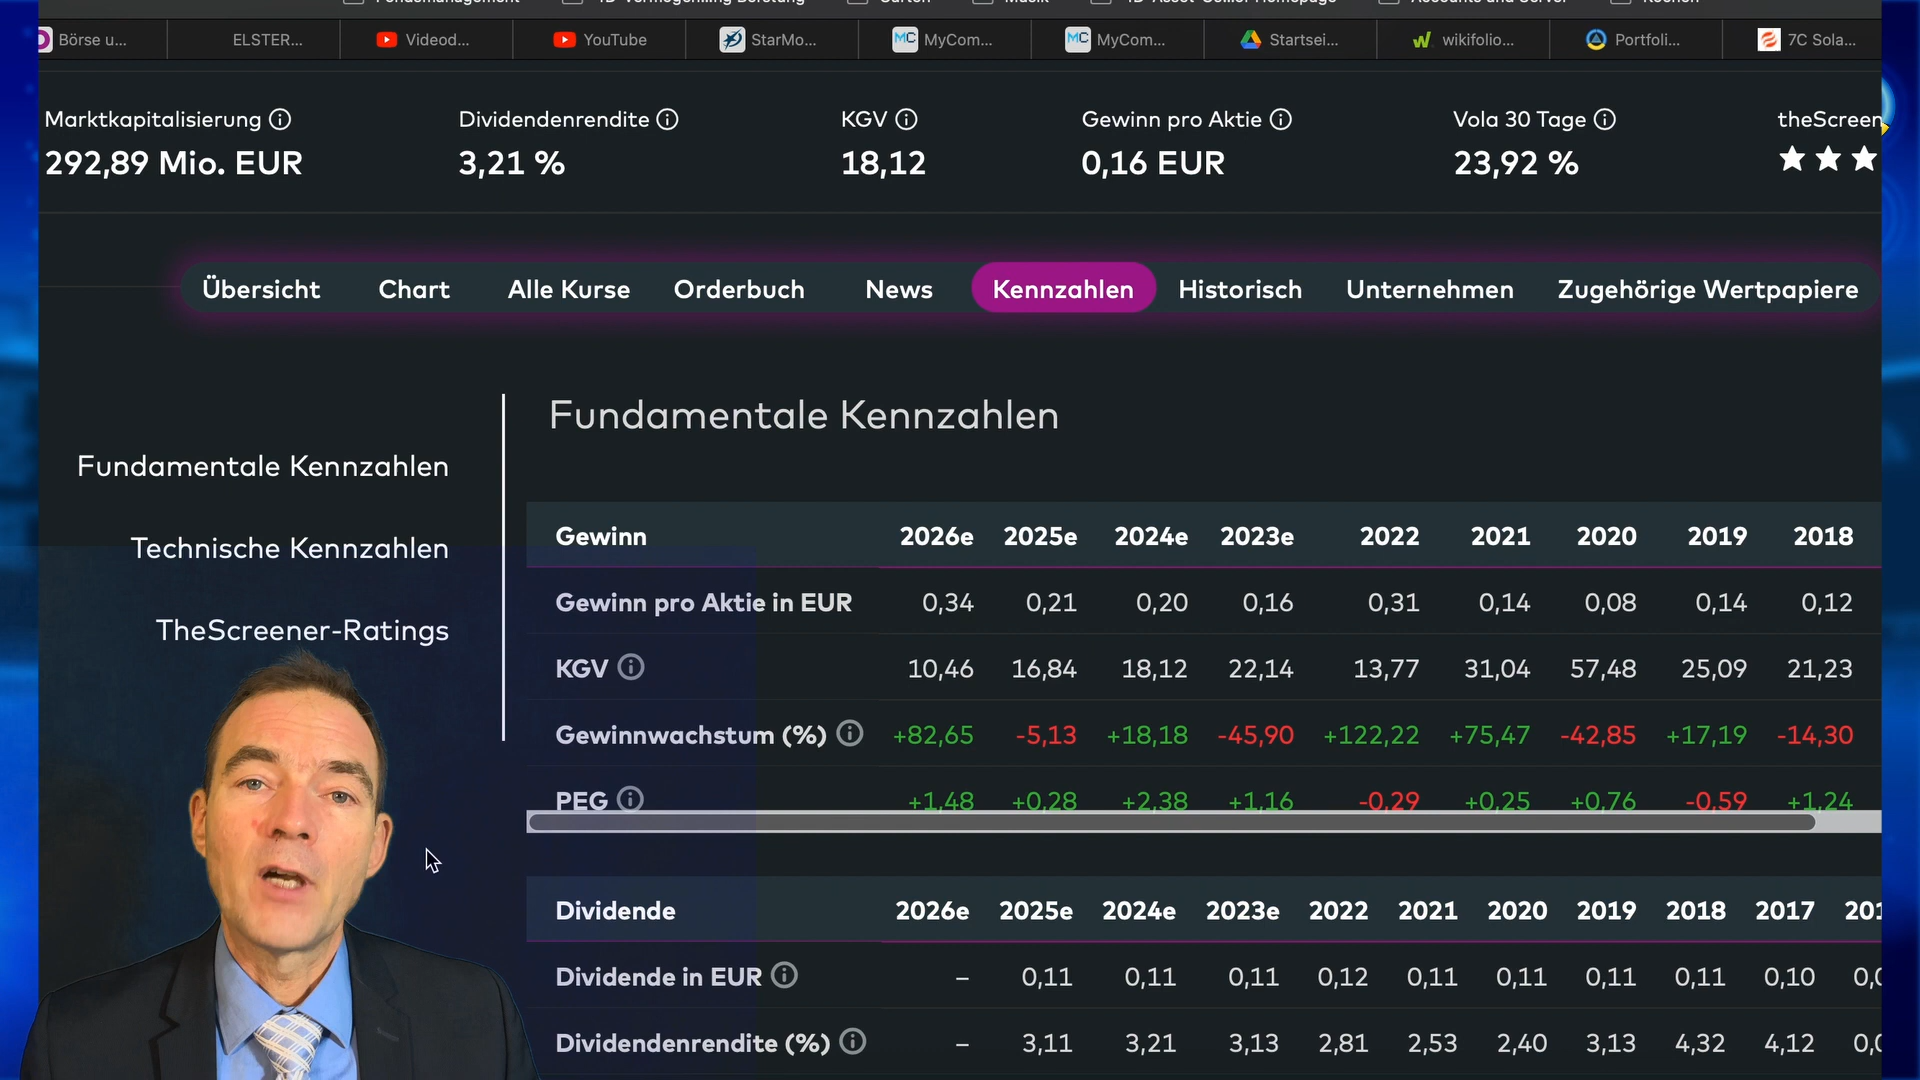 Börse u...
ELSTER...
Videod...
YouTube
StarMo...
MyCom...
MyCom...
Startsei...
wikifolio...
Portfoli...
7C Sola...
Marktkapitalisierung
Dividendenrendite
KGV
Gewinn pro Aktie
Vola 30 Tage
theScreen
292,89 Mio. EUR
3,21 %
18,12
0,16 EUR
23,92 %
Übersicht
Chart
Alle Kurse
Orderbuch
News
Kennzahlen
Historisch
Unternehmen
Zugehörige Wertpapiere
Fundamentale Kennzahlen
Technische Kennzahlen
TheScreener-Ratings
Fundamentale Kennzahlen
Gewinn 2026e 2025e 2024e 2023e 2022 2021 2020 2019 2018
Gewinn pro Aktie in EUR 0,34 0,21 0,20 0,16 0,31 0,14 0,08 0,14 0,12
KGV 10,46 16,84 18,12 22,14 13,77 31,04 57,48 25,09 21,23
Gewinnwachstum (%) +82,65 -5,13 +18,18 -45,90 +122,22 +75,47 -42,85 +17,19 -14,30
PEG +1,48 +0,28 +2,38 +1,16 -0,29 +0,25 +0,76 -0,59 +1,24
Dividende 2026e 2025e 2024e 2023e 2022 2021 2020 2019 2018 2017 201
Dividende in EUR – 0,11 0,11 0,11 0,12 0,11 0,11 0,11 0,11 0,10 0,0
Dividendenrendite (%) – 3,11 3,21 3,13 2,81 2,53 2,40 3,13 4,32 4,12 0,0